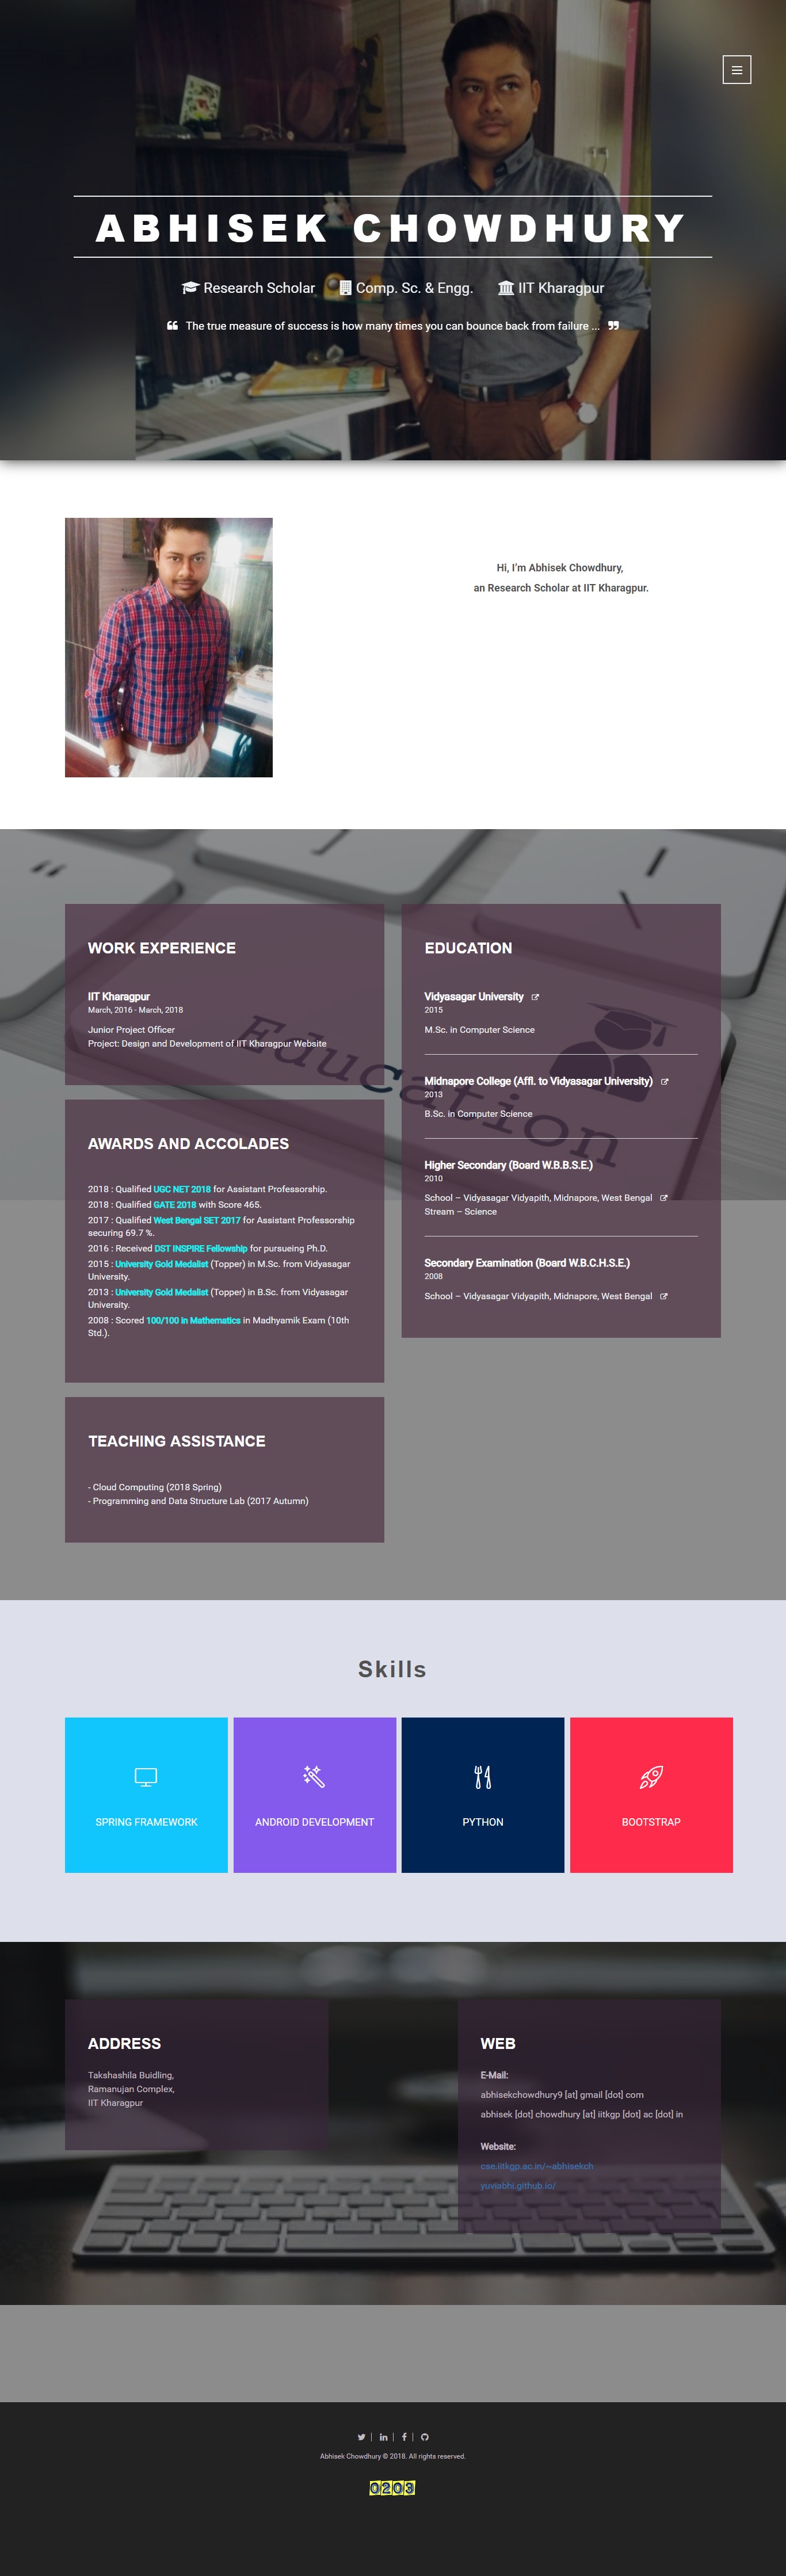 ABHISEK CHOWDHURY
Research Scholar Comp. Sc. & Engg. IIT Kharagpur
❝ The true measure of success is how many times you can bounce back from failure ... ❞
Hi, I'm Abhisek Chowdhury,
an Research Scholar at IIT Kharagpur.
WORK EXPERIENCE
IIT Kharagpur
March, 2016 - March, 2018
Junior Project Officer
Project: Design and Development of IIT Kharagpur Website
Education
AWARDS AND ACCOLADES
2018 : Qualified UGC NET 2018 for Assistant Professorship.
2018 : Qualified GATE 2018 with Score 465.
2017 : Qualified West Bengal SET 2017 for Assistant Professorship
securing 69.7 %.
2016 : Received DST INSPIRE Fellowship for pursueing Ph.D.
2015 : University Gold Medalist (Topper) in M.Sc. from Vidyasagar
University.
2013 : University Gold Medalist (Topper) in B.Sc. from Vidyasagar
University.
2008 : Scored 100/100 in Mathematics in Madhyamik Exam (10th
Std.).
TEACHING ASSISTANCE
- Cloud Computing (2018 Spring)
- Programming and Data Structure Lab (2017 Autumn)
EDUCATION
Vidyasagar University
2015
M.Sc. in Computer Science
Midnapore College (Affl. to Vidyasagar University)
2013
B.Sc. in Computer Science
Higher Secondary (Board W.B.B.S.E.)
2010
School – Vidyasagar Vidyapith, Midnapore, West Bengal
Stream – Science
Secondary Examination (Board W.B.C.H.S.E.)
2008
School – Vidyasagar Vidyapith, Midnapore, West Bengal
Skills
SPRING FRAMEWORK
ANDROID DEVELOPMENT
PYTHON
BOOTSTRAP
ADDRESS
Takshashila Buidling,
Ramanujan Complex,
IIT Kharagpur
WEB
E-Mail:
abhisekchowdhury9 [at] gmail [dot] com
abhisek [dot] chowdhury [at] iitkgp [dot] ac [dot] in
Website:
cse.iitkgp.ac.in/~abhisekch
yuviabhi.github.io/
Abhisek Chowdhury © 2018. All rights reserved.
0203